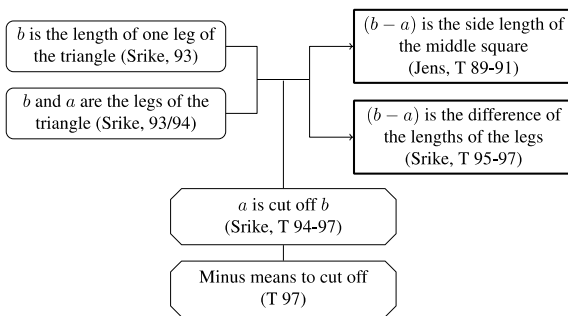 b is the length of one leg of
the triangle (Srike, 93)
b and a are the legs of the
triangle (Srike, 93/94)
(b − a) is the side length of
the middle square
(Jens, T 89-91)
(b − a) is the difference of
the lengths of the legs
(Srike, T 95-97)
a is cut off b
(Srike, T 94-97)
Minus means to cut off
(T 97)